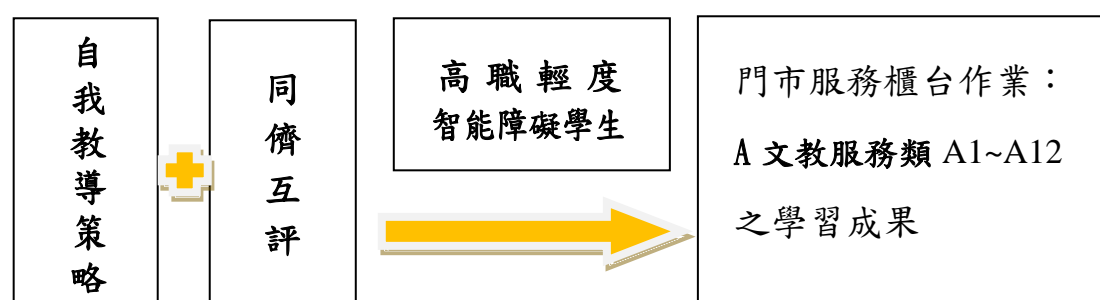 自我教導策略
同儕互評
高職輕度
智能障礙學生
門市服務櫃台作業：
A 文教服務類 A1~A12
之學習成果